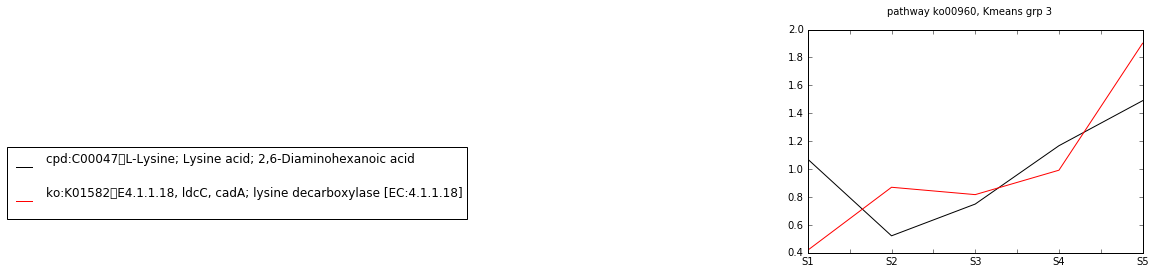 pathway ko00960, Kmeans grp 3
cpd:C00047▯L-Lysine; Lysine acid; 2,6-Diaminohexanoic acid
ko:K01582▯E4.1.1.18, ldcC, cadA; lysine decarboxylase [EC:4.1.1.18]
2.0
1.8
1.6
1.4
1.2
1.0
0.8
0.6
0.4
S1 S2 S3 S4 S5